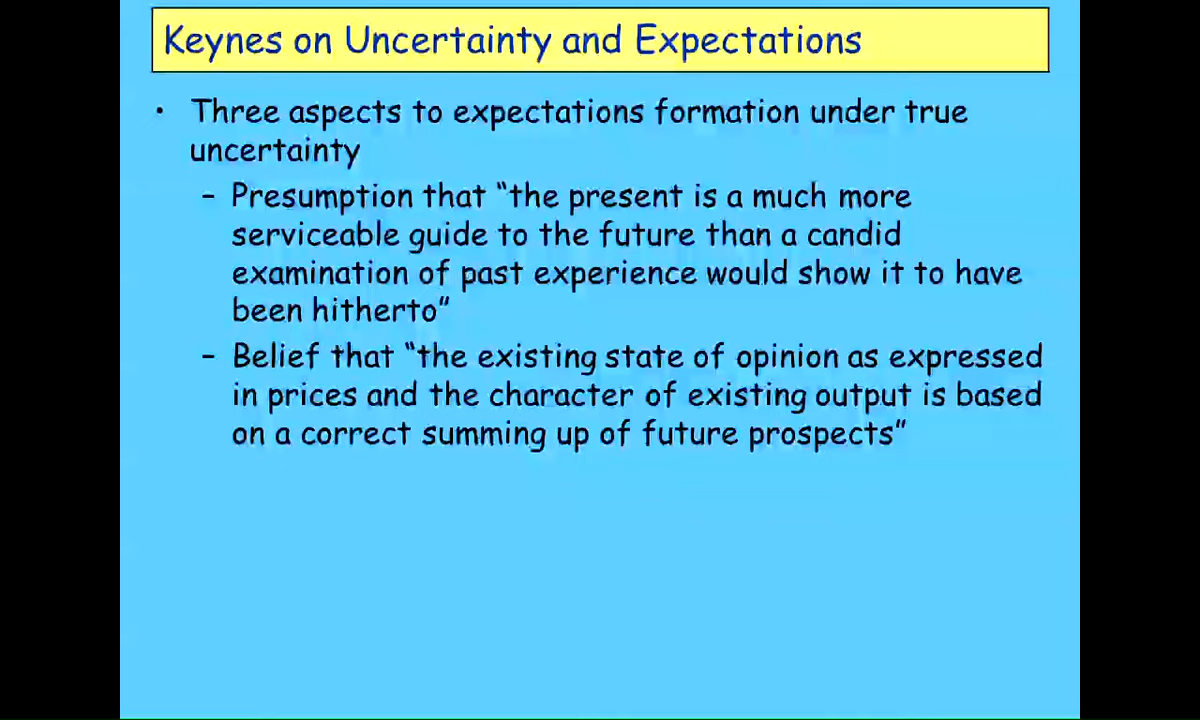 Keynes on Uncertainty and Expectations
• Three aspects to expectations formation under true
uncertainty
– Presumption that “the present is a much more
serviceable guide to the future than a candid
examination of past experience would show it to have
been hitherto”
– Belief that “the existing state of opinion as expressed
in prices and the character of existing output is based
on a correct summing up of future prospects”